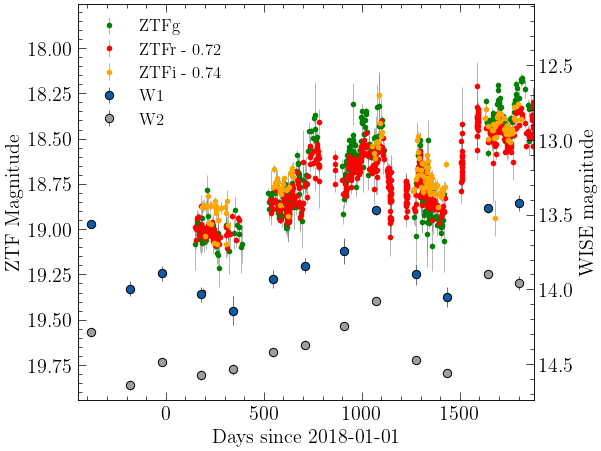 ZTFg
ZTFr - 0.72
ZTFi - 0.74
W1
W2
18.00
18.25
18.50
18.75
19.00
19.25
19.50
19.75
ZTF Magnitude
12.5
13.0
13.5
14.0
14.5
WISE magnitude
0
500
1000
1500
Days since 2018-01-01